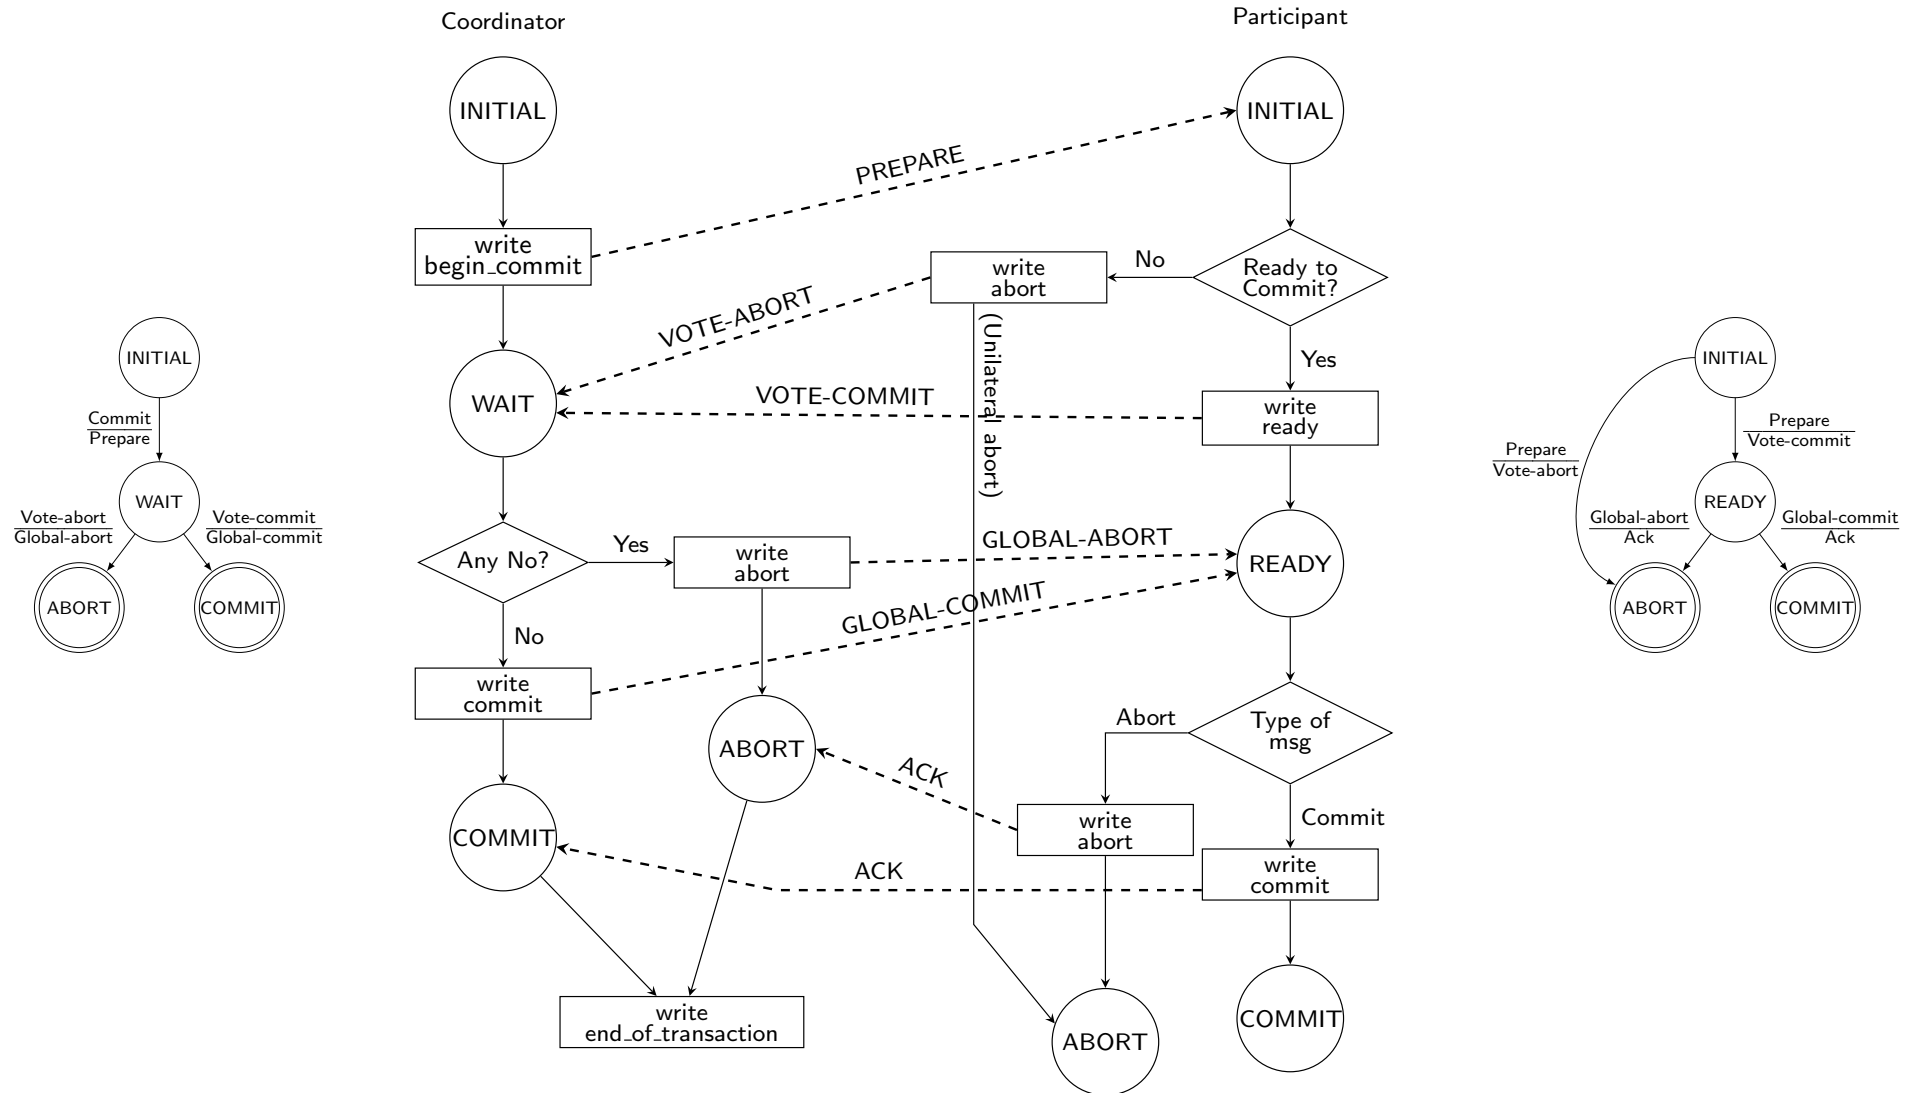 Coordinator
Participant
INITIAL
INITIAL
PREPARE
write
begin_commit
Ready to
Commit?
No
write
abort
VOTE-ABORT
(Unilateral abort)
Yes
WAIT
VOTE-COMMIT
write
ready
Any No?
Yes
write
abort
GLOBAL-ABORT
READY
GLOBAL-COMMIT
No
write
commit
ABORT
Type of
msg
Abort
ACK
write
abort
Commit
COMMIT
ACK
write
commit
write
end_of_transaction
ABORT
COMMIT
INITIAL
Commit
Prepare
WAIT
Vote-abort
Global-abort
Vote-commit
Global-commit
ABORT
COMMIT
INITIAL
Prepare
Vote-commit
Prepare
Vote-abort
READY
Global-abort
Ack
Global-commit
Ack
ABORT
COMMIT